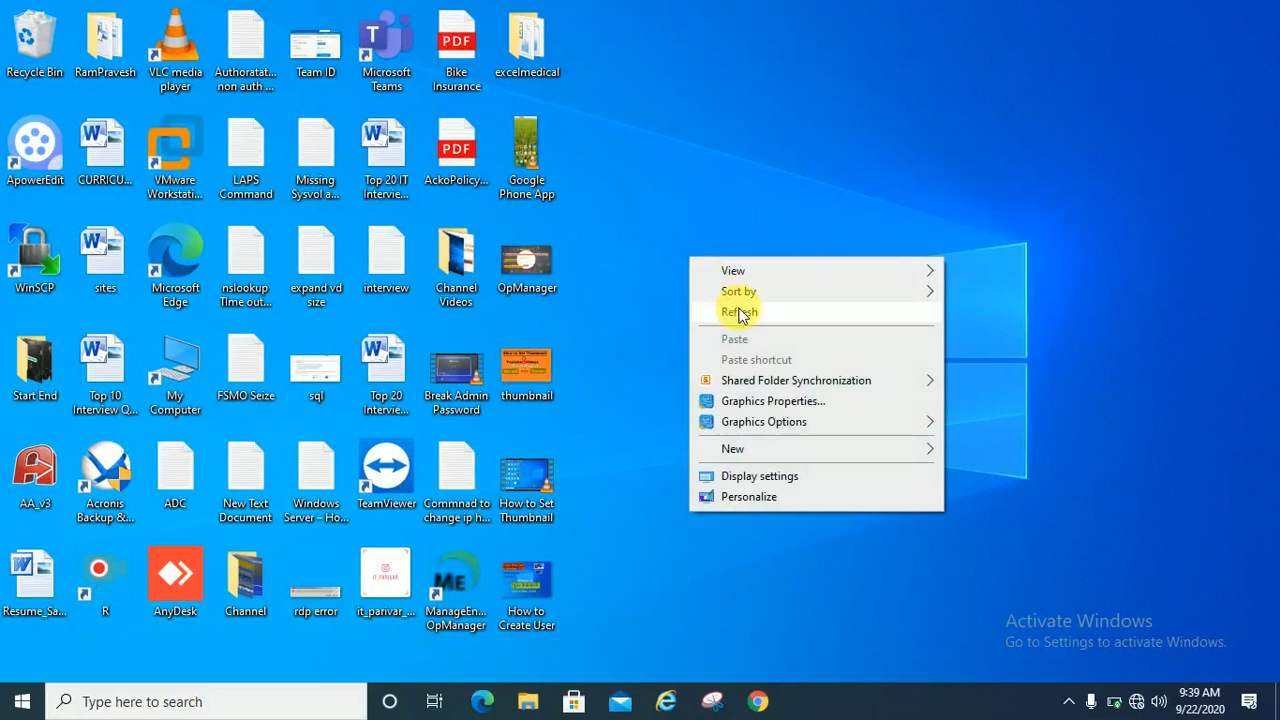 Recycle Bin
RamPravesh
VLC media
player
Authoratat...
non auth ...
Team ID
Microsoft
Teams
PDF
Bike
Insurance
excelmedical
ApowerEdit
CURRICU...
VMware
Workstati...
LAPS
Command
Missing
Sysvol a...
Top 20 IT
Intervie...
PDF
AckoPolicy...
Google
Phone App
WinSCP
sites
Microsoft
Edge
nslookup
TIme out...
expand vd
size
interview
Channel
Videos
OpManager
Start End
Top 10
Interview Q...
My
Computer
FSMO Seize
sql
Top 20
Intervie...
Break Admin
Password
thumbnail
AA_v3
Acronis
Backup &...
ADC
New Text
Document
Windows
Server – Ho...
TeamViewer
Commnad to
change ip h...
How to Set
Thumbnail
Resume_Sa...
R
AnyDesk
Channel
rdp error
it_parivar_...
ManageEn...
OpManager
How to
Create User
View
Sort by
Refresh
Paste
Paste shortcut
Shared Folder Synchronization
Graphics Properties...
Graphics Options
New
Display settings
Personalize
Activate Windows
Go to Settings to activate Windows.
Type here to search
9:39 AM
9/22/2020